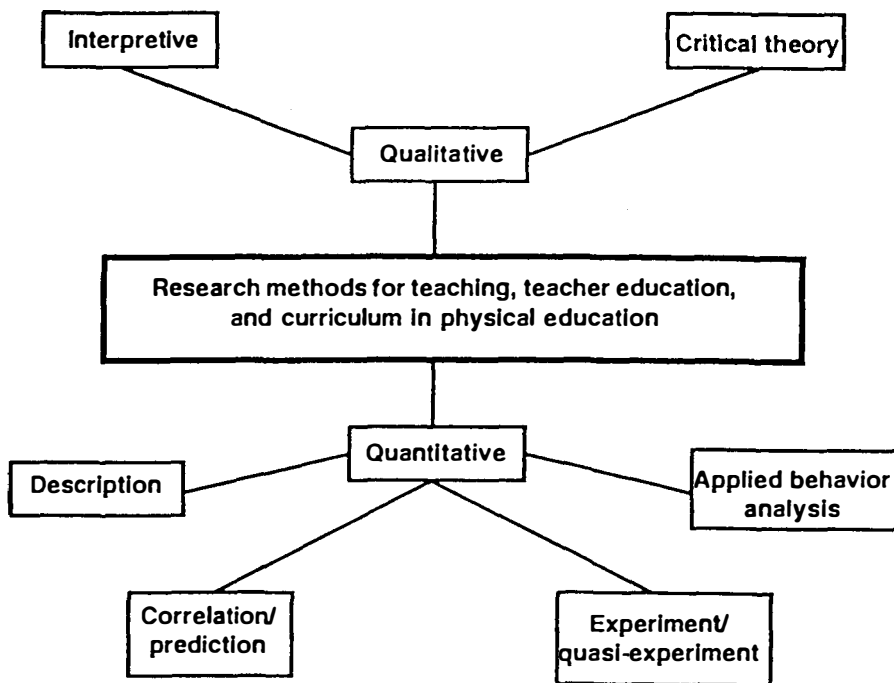 Interpretive
Critical theory
Qualitative
Research methods for teaching, teacher education,
and curriculum in physical education
Quantitative
Description
Applied behavior
analysis
Correlation/
prediction
Experiment/
quasi-experiment